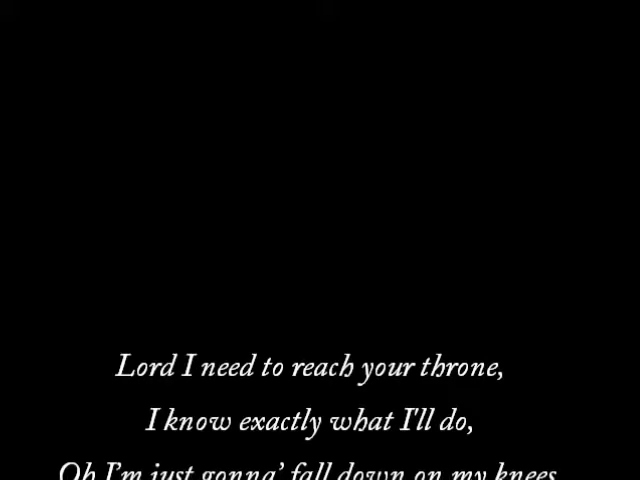 Lord I need to reach your throne,
I know exactly what I'll do,
Oh I'm just gonna' fall down on my knees